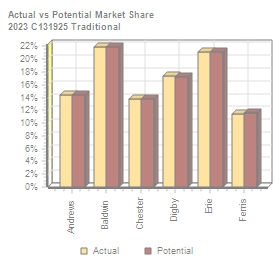 Actual vs Potential Market Share
2023 C131925 Traditional
22%
20%
18%
16%
14%
12%
10%
8%
6%
4%
2%
0%
Andrews
Baldwin
Chester
Digby
Erie
Ferris
Actual
Potential